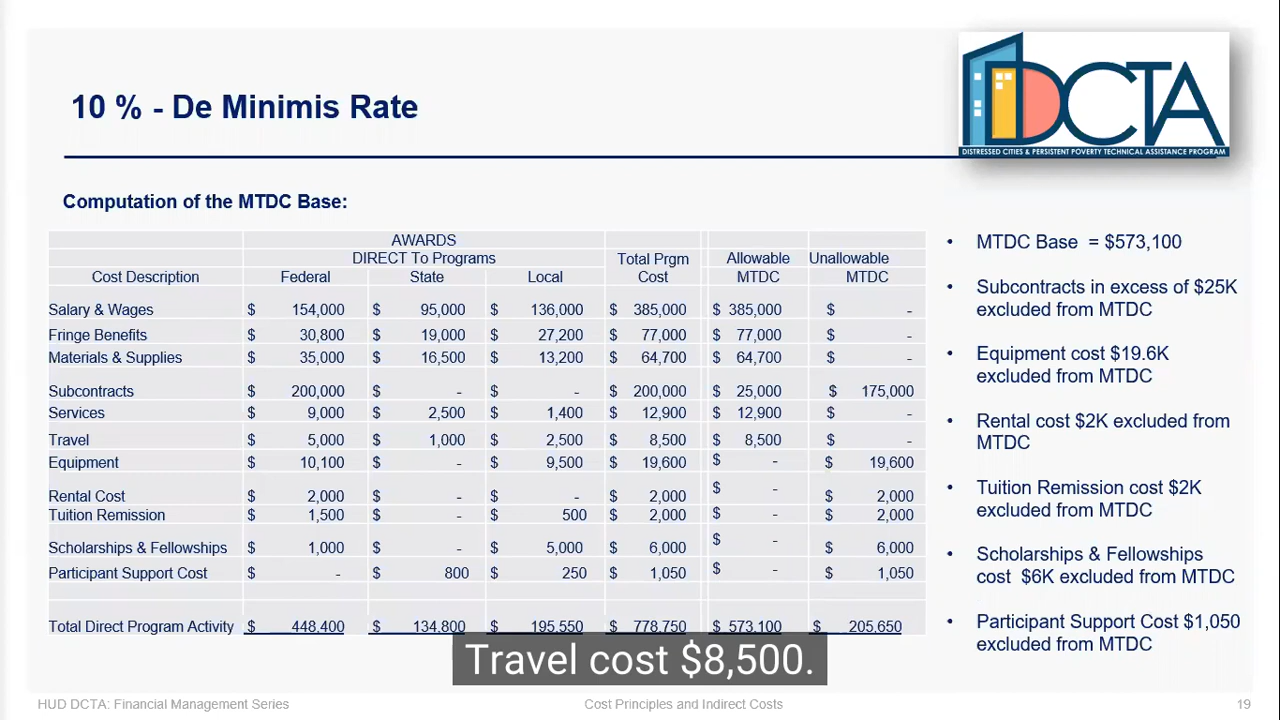 DCTA
DISTRESSED CITIES & PERSISTENT POVERTY TECHNICAL ASSISTANCE PROGRAM
10 % - De Minimis Rate
Computation of the MTDC Base:
AWARDS
DIRECT To Programs Total Prgm Allowable Unallowable
Cost Description Federal State Local Cost MTDC MTDC
Salary & Wages $ 154,000 $ 95,000 $ 136,000 $ 385,000 $ 385,000 $ -
Fringe Benefits $ 30,800 $ 19,000 $ 27,200 $ 77,000 $ 77,000 $ -
Materials & Supplies $ 35,000 $ 16,500 $ 13,200 $ 64,700 $ 64,700 $ -
Subcontracts $ 200,000 $ - $ - $ 200,000 $ 25,000 $ 175,000
Services $ 9,000 $ 2,500 $ 1,400 $ 12,900 $ 12,900 $ -
Travel $ 5,000 $ 1,000 $ 2,500 $ 8,500 $ 8,500 $ -
Equipment $ 10,100 $ - $ 9,500 $ 19,600 $ - $ 19,600
Rental Cost $ 2,000 $ - $ - $ 2,000 $ - $ 2,000
Tuition Remission $ 1,500 $ - $ 500 $ 2,000 $ - $ 2,000
Scholarships & Fellowships $ 1,000 $ - $ 5,000 $ 6,000 $ - $ 6,000
Participant Support Cost $ - $ 800 $ 250 $ 1,050 $ - $ 1,050
Total Direct Program Activity $ 448,400 $ 134,800 $ 195,550 $ 778,750 $ 573,100 $ 205,650
• MTDC Base = $573,100
• Subcontracts in excess of $25K
excluded from MTDC
• Equipment cost $19.6K
excluded from MTDC
• Rental cost $2K excluded from
MTDC
• Tuition Remission cost $2K
excluded from MTDC
• Scholarships & Fellowships
cost $6K excluded from MTDC
• Participant Support Cost $1,050
excluded from MTDC
Travel cost $8,500.
HUD DCTA: Financial Management Series
Cost Principles and Indirect Costs
19